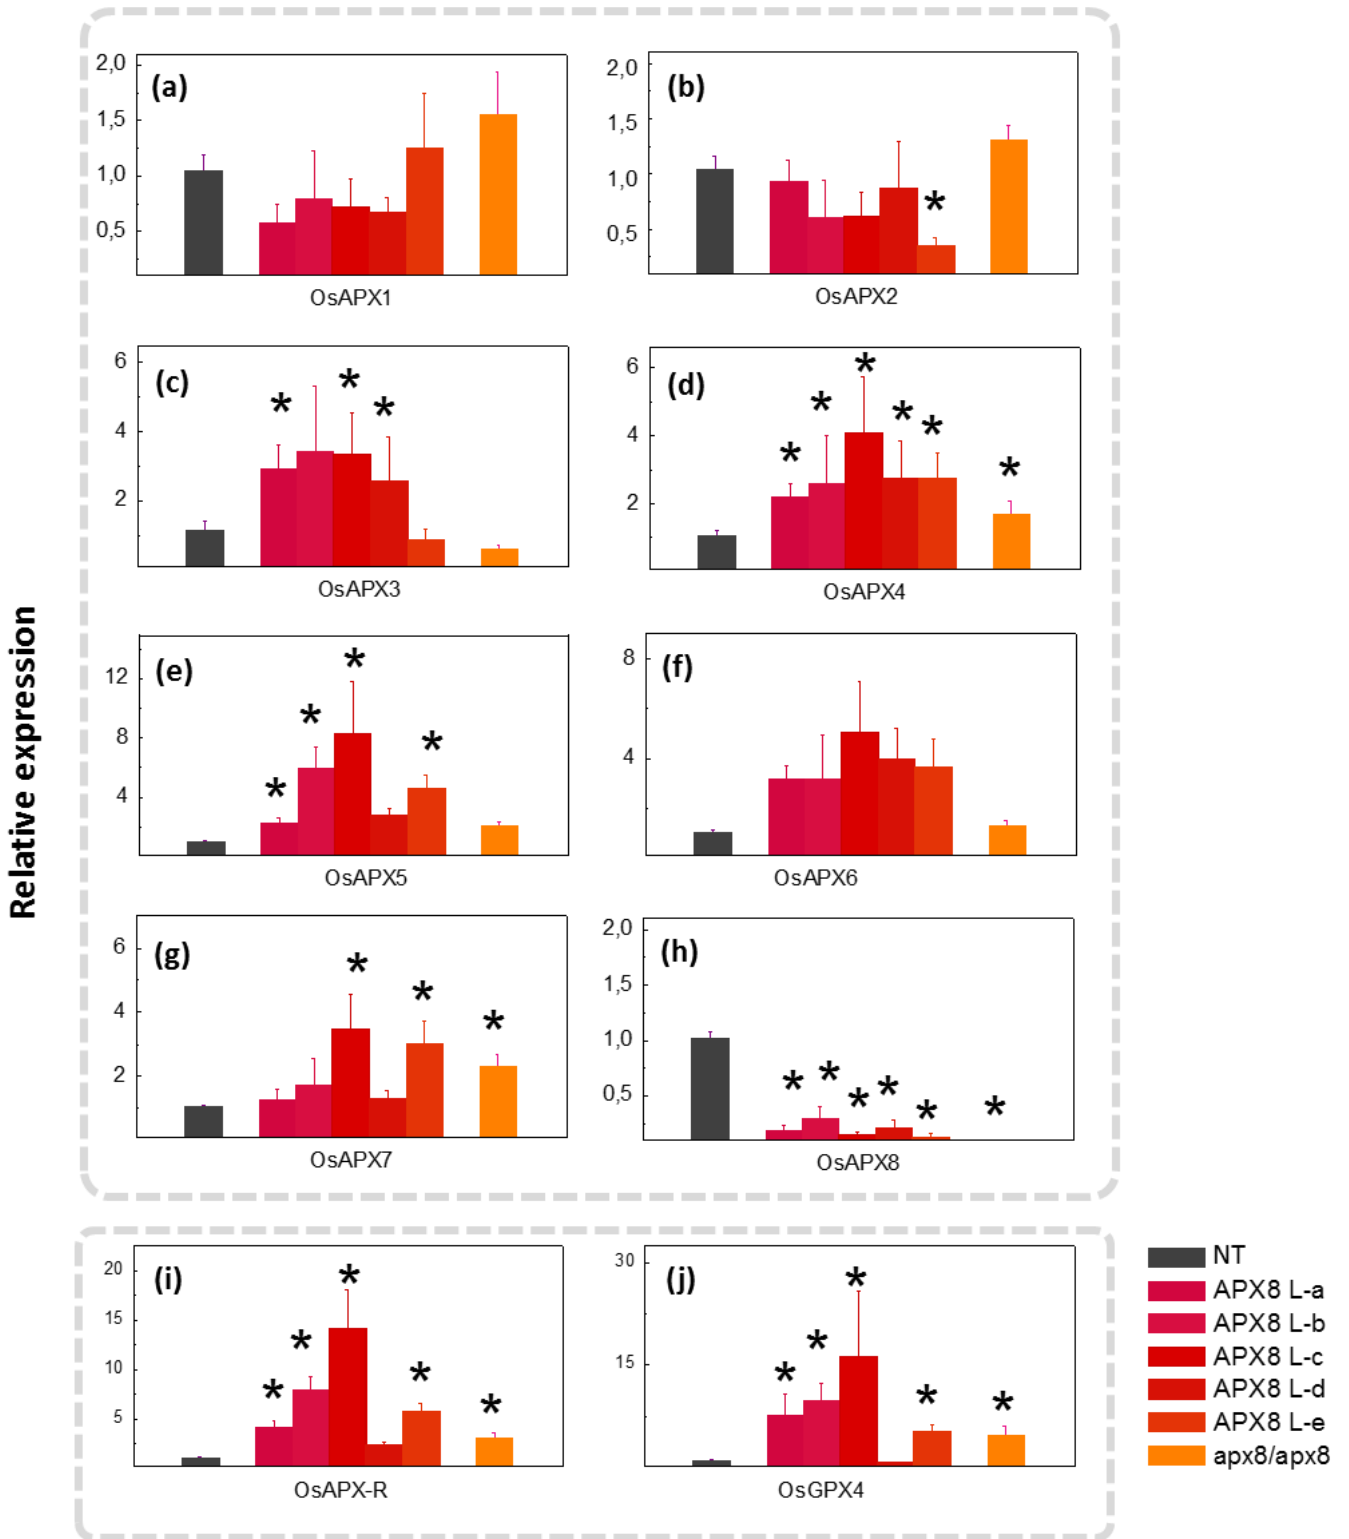 Relative expression
(a)
2,0
1,5
1,0
0,5
OsAPX1
(b)
2,0
1,5
1,0
0,5
*
OsAPX2
(c)
6
4
2
* * *
OsAPX3
(d)
6
4
2
* * * * * *
OsAPX4
(e)
12
8
4
* * * *
OsAPX5
(f)
8
4
OsAPX6
(g)
6
4
2
* * *
OsAPX7
(h)
2,0
1,5
1,0
0,5
* * * * * *
OsAPX8
(i)
20
15
10
5
* * * * *
OsAPX-R
(j)
30
15
* * * * *
OsGPX4
NT
APX8 L-a
APX8 L-b
APX8 L-c
APX8 L-d
APX8 L-e
apx8/apx8